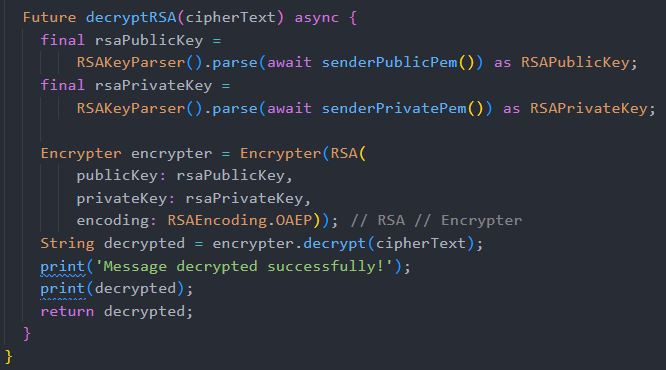 Future decryptRSA(cipherText) async {
final rsaPublicKey =
RSAKeyParser().parse(await senderPublicPem()) as RSAPublicKey;
final rsaPrivateKey =
RSAKeyParser().parse(await senderPrivatePem()) as RSAPrivateKey;
Encrypter encrypter = Encrypter(RSA(
publicKey: rsaPublicKey,
privateKey: rsaPrivateKey,
encoding: RSAEncoding.OAEP)); // RSA // Encrypter
String decrypted = encrypter.decrypt(cipherText);
print('Message decrypted successfully!');
print(decrypted);
return decrypted;
}
}